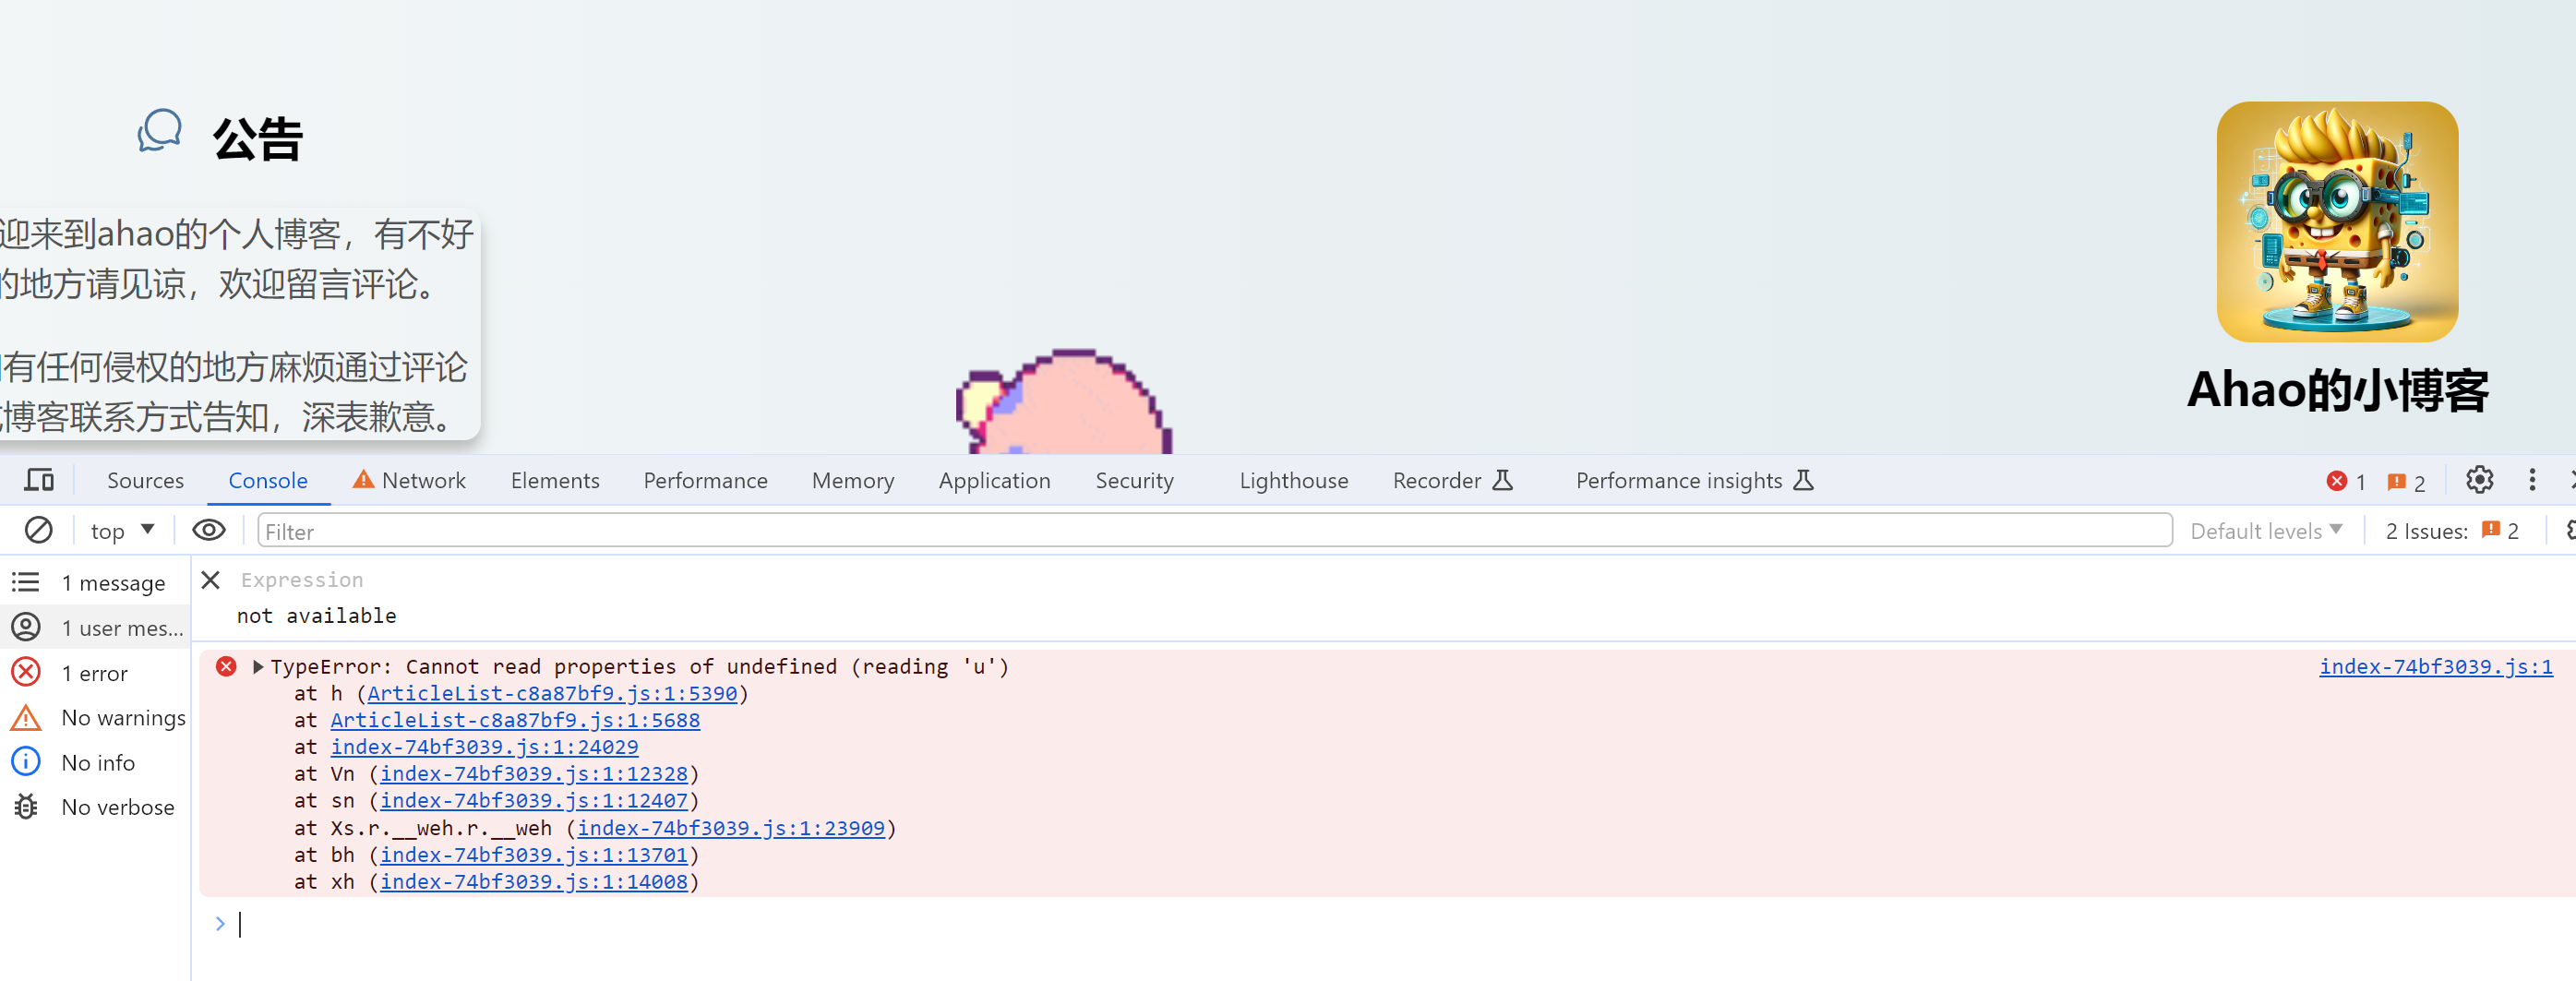 公告
迎来到ahao的个人博客，有不好
的地方请见谅，欢迎留言评论。
有任何侵权的地方麻烦通过评论
博客联系方式告知，深表歉意。
Ahao的小博客
Sources Console Network Elements Performance Memory Application Security Lighthouse Recorder Performance insights 1 2
top Filter Default levels 2 Issues: 2
1 message
1 user mes...
1 error
No warnings
No info
No verbose
Expression
not available
TypeError: Cannot read properties of undefined (reading 'u') index-74bf3039.js:1
at h (ArticleList-c8a87bf9.js:1:5390)
at ArticleList-c8a87bf9.js:1:5688
at index-74bf3039.js:1:24029
at Vn (index-74bf3039.js:1:12328)
at sn (index-74bf3039.js:1:12407)
at Xs.r.__weh.r.__weh (index-74bf3039.js:1:23909)
at bh (index-74bf3039.js:1:13701)
at xh (index-74bf3039.js:1:14008)